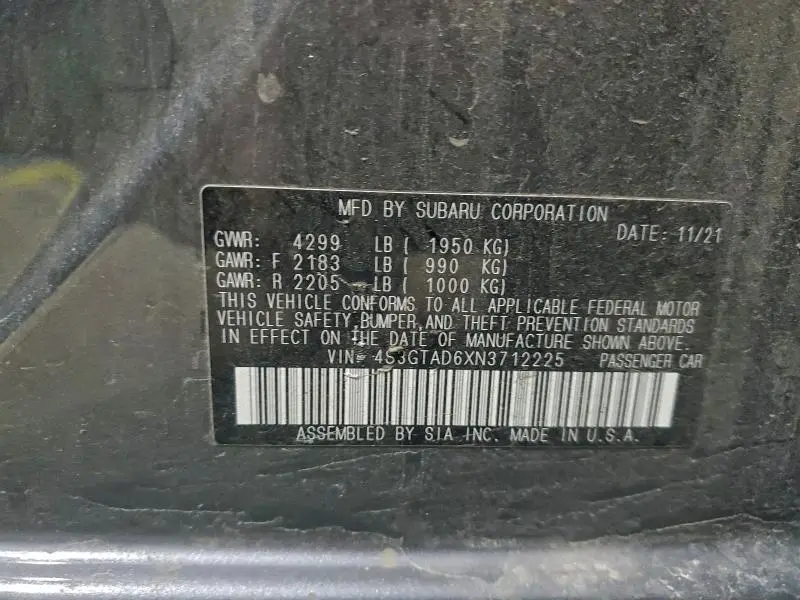 MFD BY SUBARU CORPORATION
DATE: 11/21
GVWR: 4299 LB ( 1950 KG)
GAWR: F 2183 LB ( 990 KG)
GAWR: R 2205 LB ( 1000 KG)
THIS VEHICLE CONFORMS TO ALL APPLICABLE FEDERAL MOTOR
VEHICLE SAFETY,BUMPER,AND THEFT PREVENTION STANDARDS
IN EFFECT ON THE DATE OF MANUFACTURE SHOWN ABOVE.
VIN: 4S3GTAD6XN3712225 PASSENGER CAR
ASSEMBLED BY SIA INC. MADE IN U.S.A.